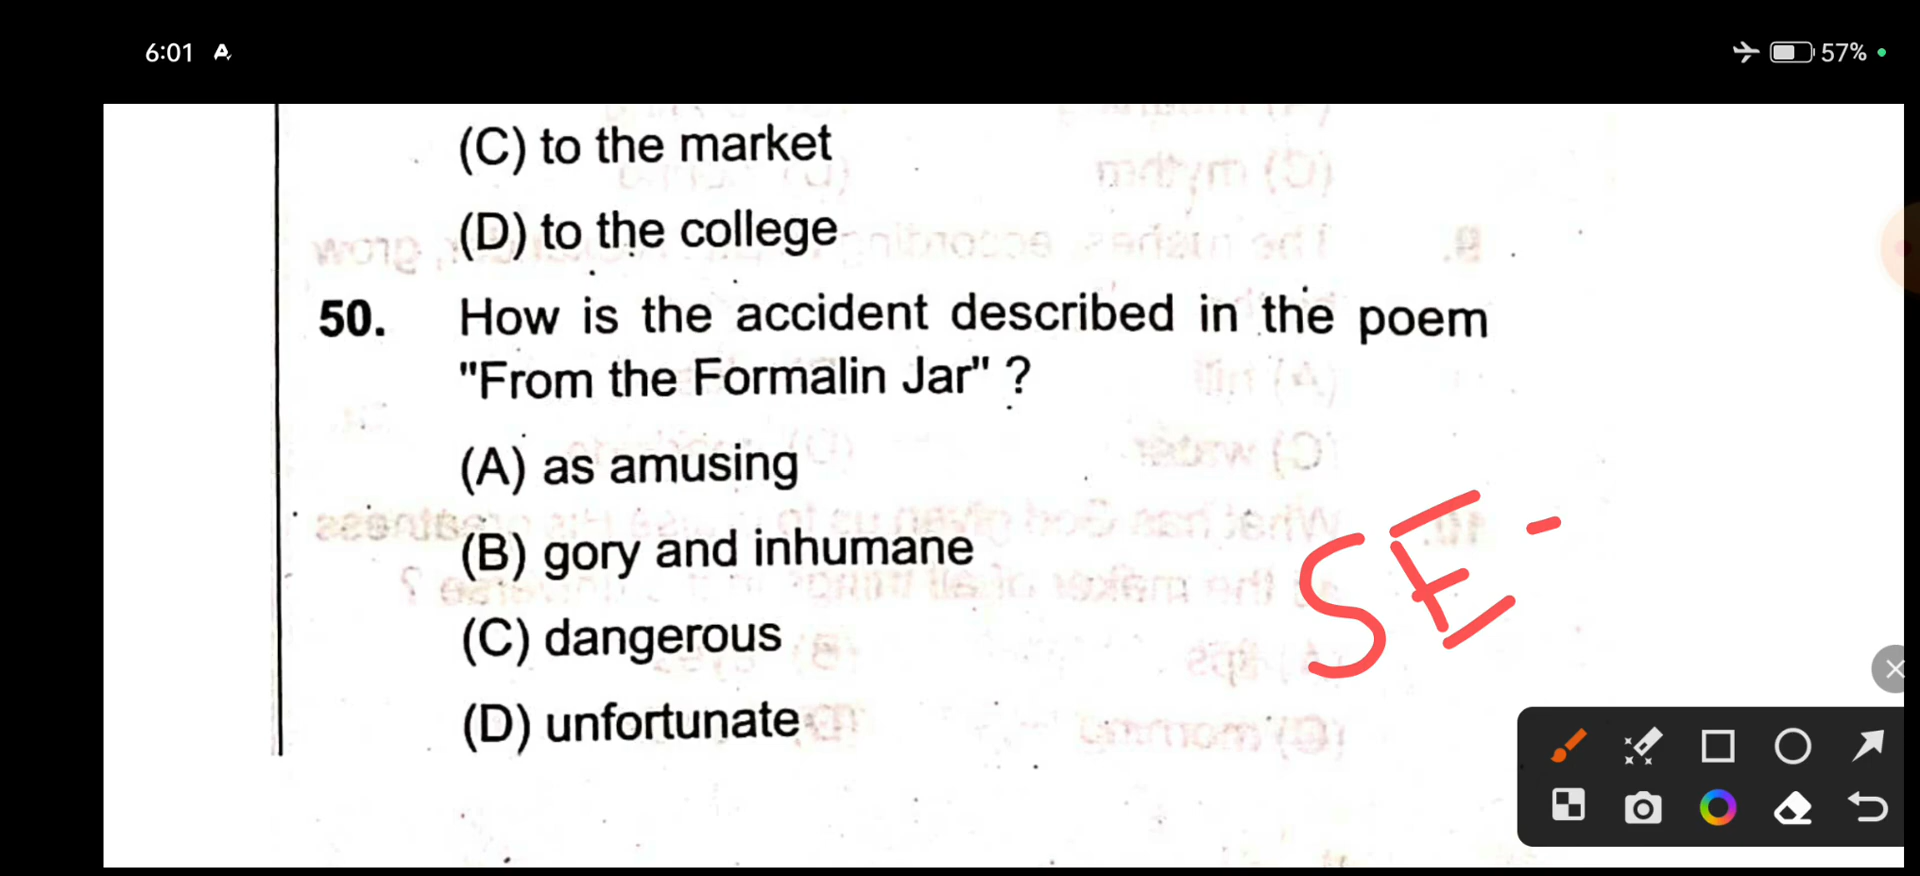 6:01
57%
(C) to the market
(D) to the college
50. How is the accident described in the poem
"From the Formalin Jar" ?
(A) as amusing
(B) gory and inhumane
(C) dangerous
(D) unfortunate
SE-